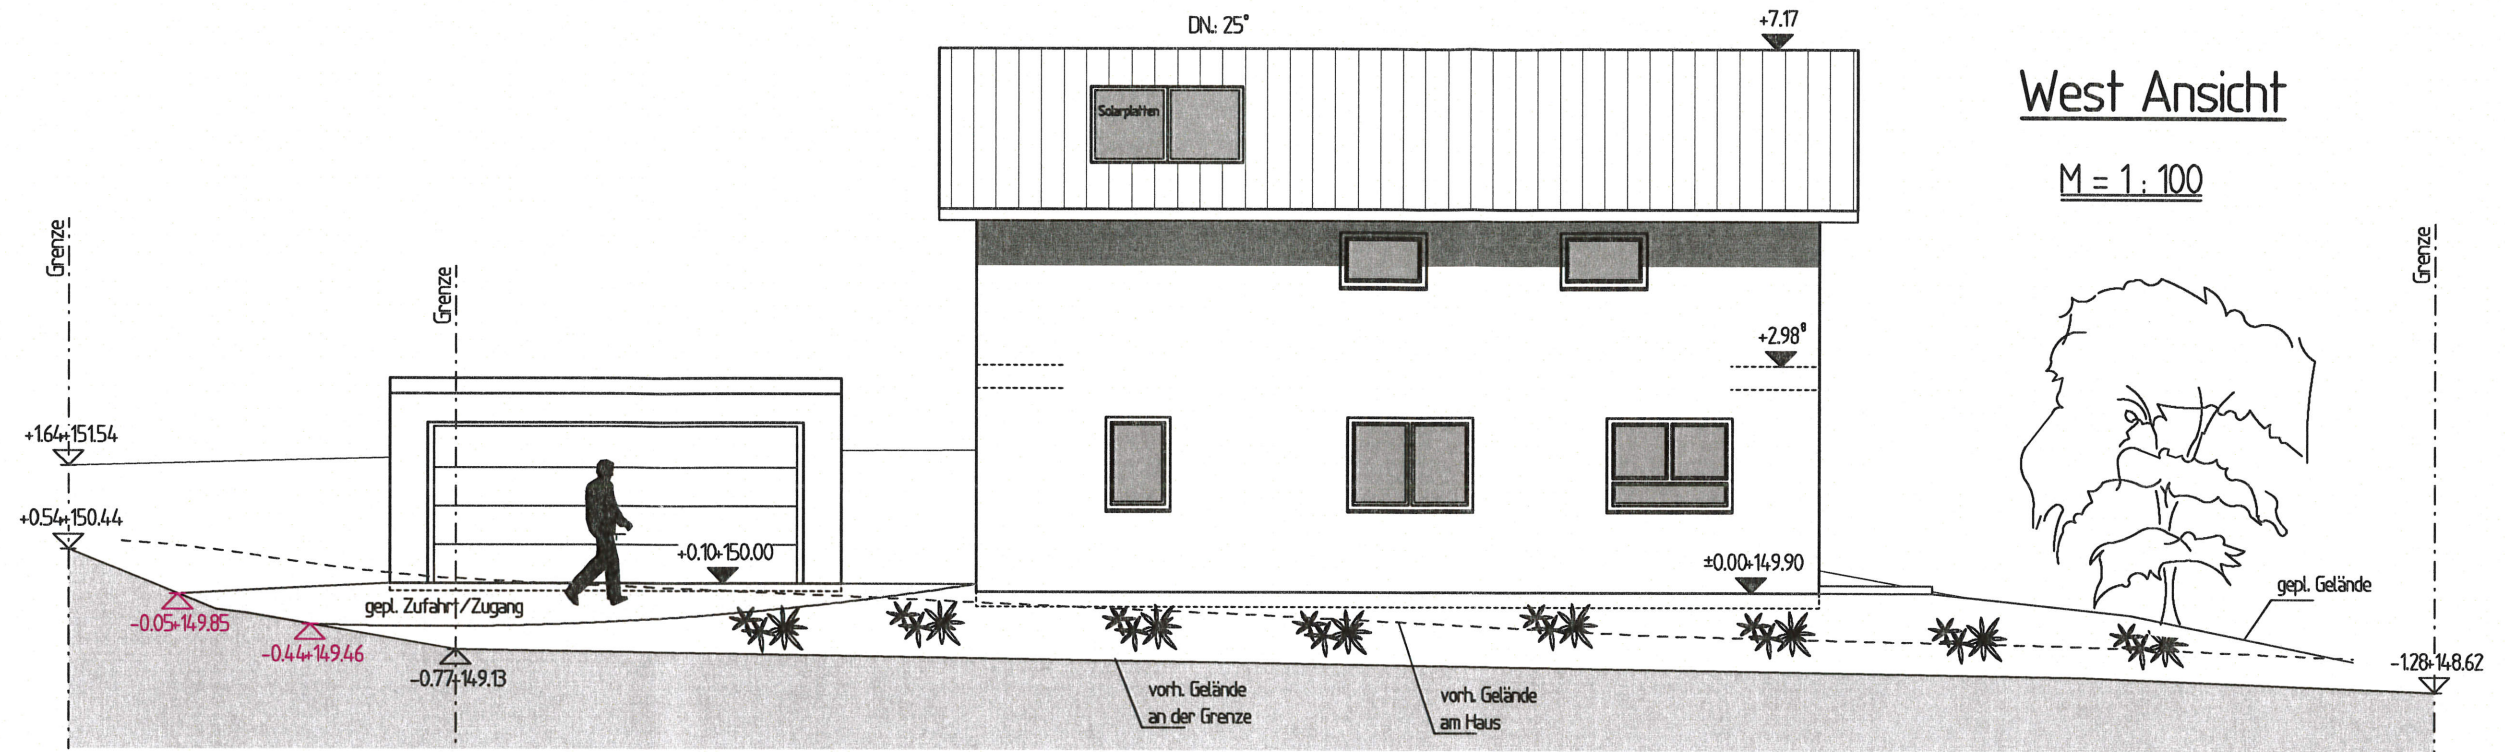 DN.: 25°
+7.17
West Ansicht
M = 1 : 100
Solarplatten
Grenze
Grenze
Grenze
+2.98⁸
+1.64+151.54
+0.54+150.44
+0.10+150.00
±0.00+149.90
gepl. Zufahrt/Zugang
gepl. Gelände
-0.05+149.85
-0.44+149.46
-0.77+149.13
-1.28+148.62
vorh. Gelände
an der Grenze
vorh. Gelände
am Haus